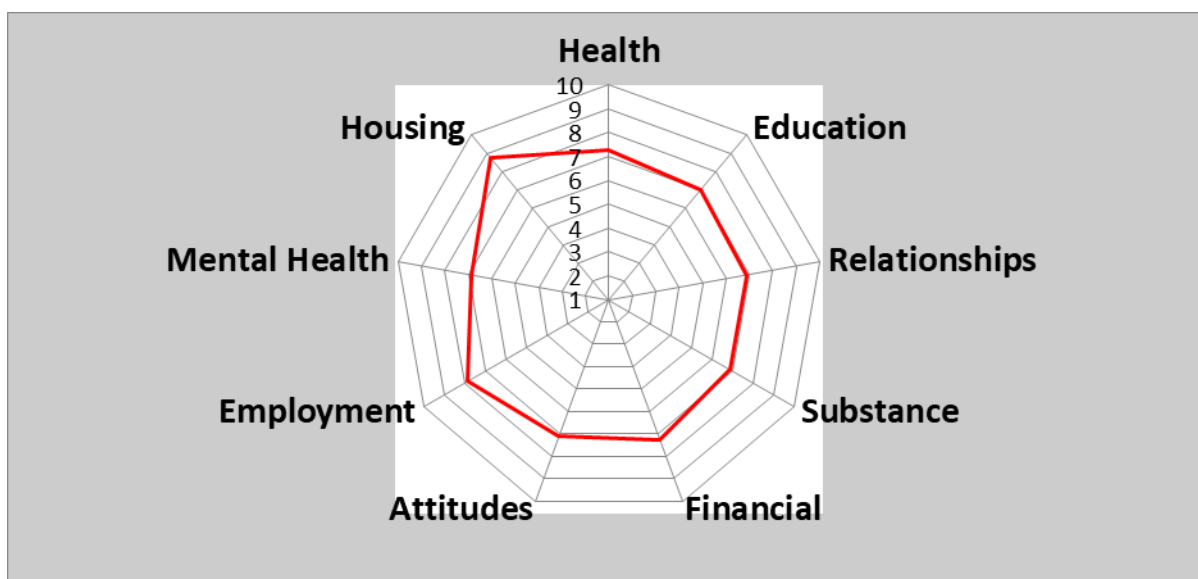 Health
10
9
8
7
6
5
4
3
2
1
Housing
Education
Mental Health
Relationships
Employment
Substance
Attitudes
Financial